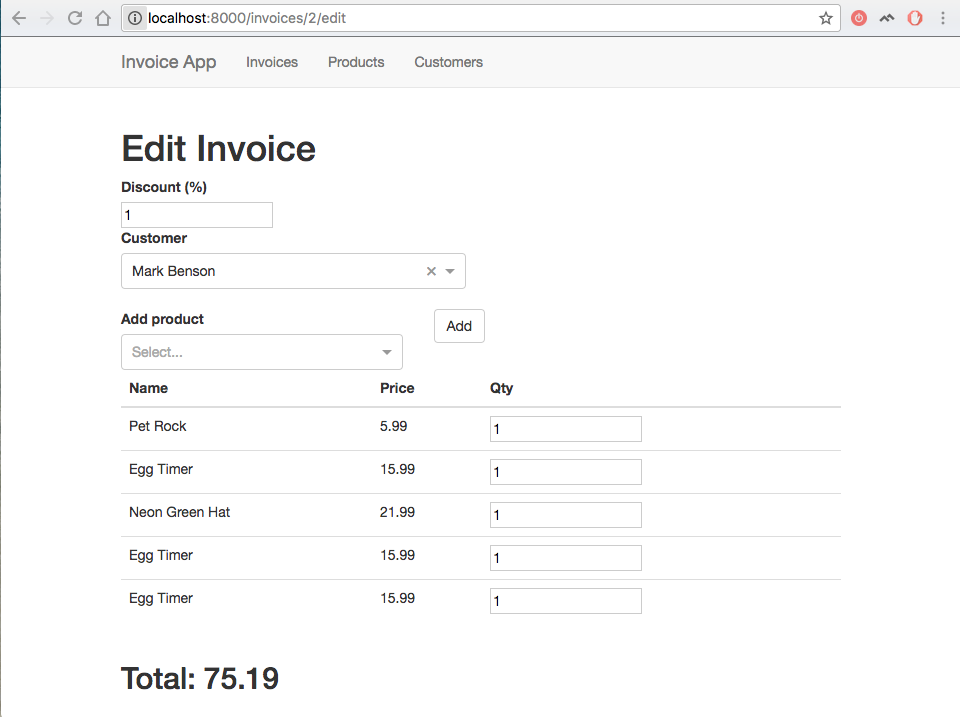 localhost:8000/invoices/2/edit
Invoice App Invoices Products Customers
Edit Invoice
Discount (%)
1
Customer
Mark Benson
Add product
Add
Select...
Name Price Qty
Pet Rock 5.99 1
Egg Timer 15.99 1
Neon Green Hat 21.99 1
Egg Timer 15.99 1
Egg Timer 15.99 1
Total: 75.19